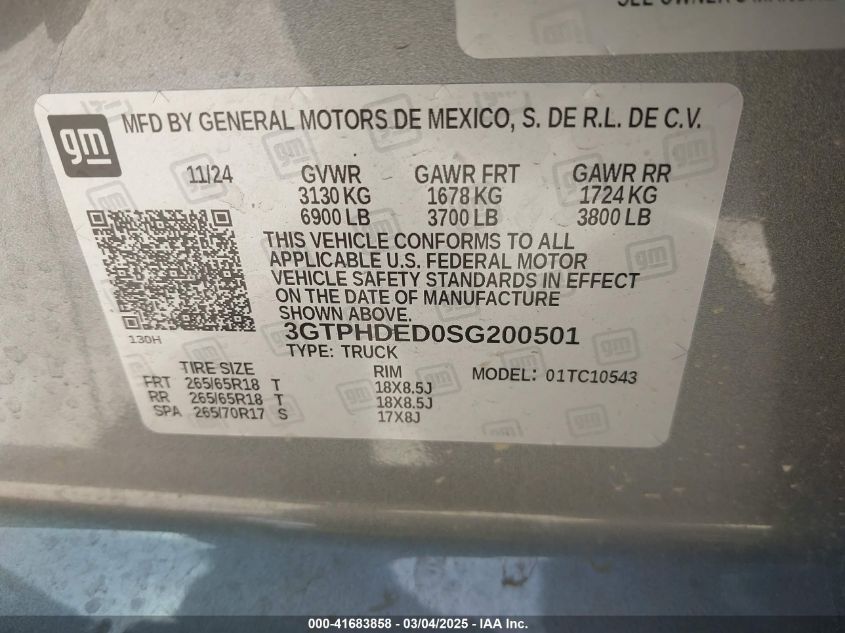 SEE OWNER'S MANUAL
gm
MFD BY GENERAL MOTORS DE MEXICO, S. DE R.L. DE C.V.
11/24 GVWR GAWR FRT GAWR RR
3130 KG 1678 KG 1724 KG
6900 LB 3700 LB 3800 LB
THIS VEHICLE CONFORMS TO ALL
APPLICABLE U.S. FEDERAL MOTOR
VEHICLE SAFETY STANDARDS IN EFFECT
ON THE DATE OF MANUFACTURE
SHOWN ABOVE.
130H
3GTPHDED0SG200501
TYPE: TRUCK
TIRE SIZE RIM MODEL: 01TC10543
FRT 265/65R18 T 18X8.5J
RR 265/65R18 T 18X8.5J
SPA 265/70R17 S 17X8J
000-41683858 - 03/04/2025 - IAA Inc.